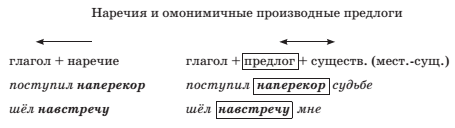 Наречия и омонимичные производные предлоги
глагол + наречие глагол + предлог + существ. (мест.-сущ.)
поступил наперекор поступил наперекор судьбе
шёл навстречу шёл навстречу мне